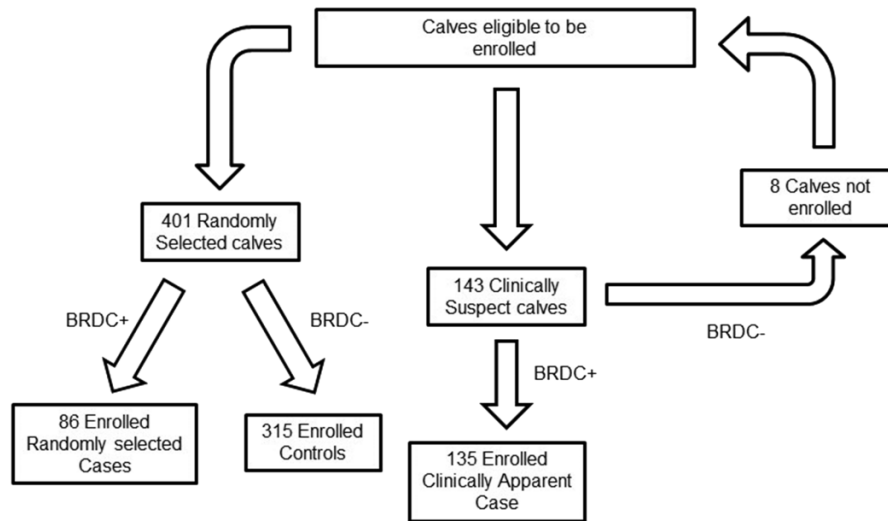 Calves eligible to be
enrolled
8 Calves not
enrolled
401 Randomly
Selected calves
143 Clinically
Suspect calves
BRDC+
BRDC-
BRDC-
BRDC+
86 Enrolled
Randomly selected
Cases
315 Enrolled
Controls
135 Enrolled
Clinically Apparent
Case